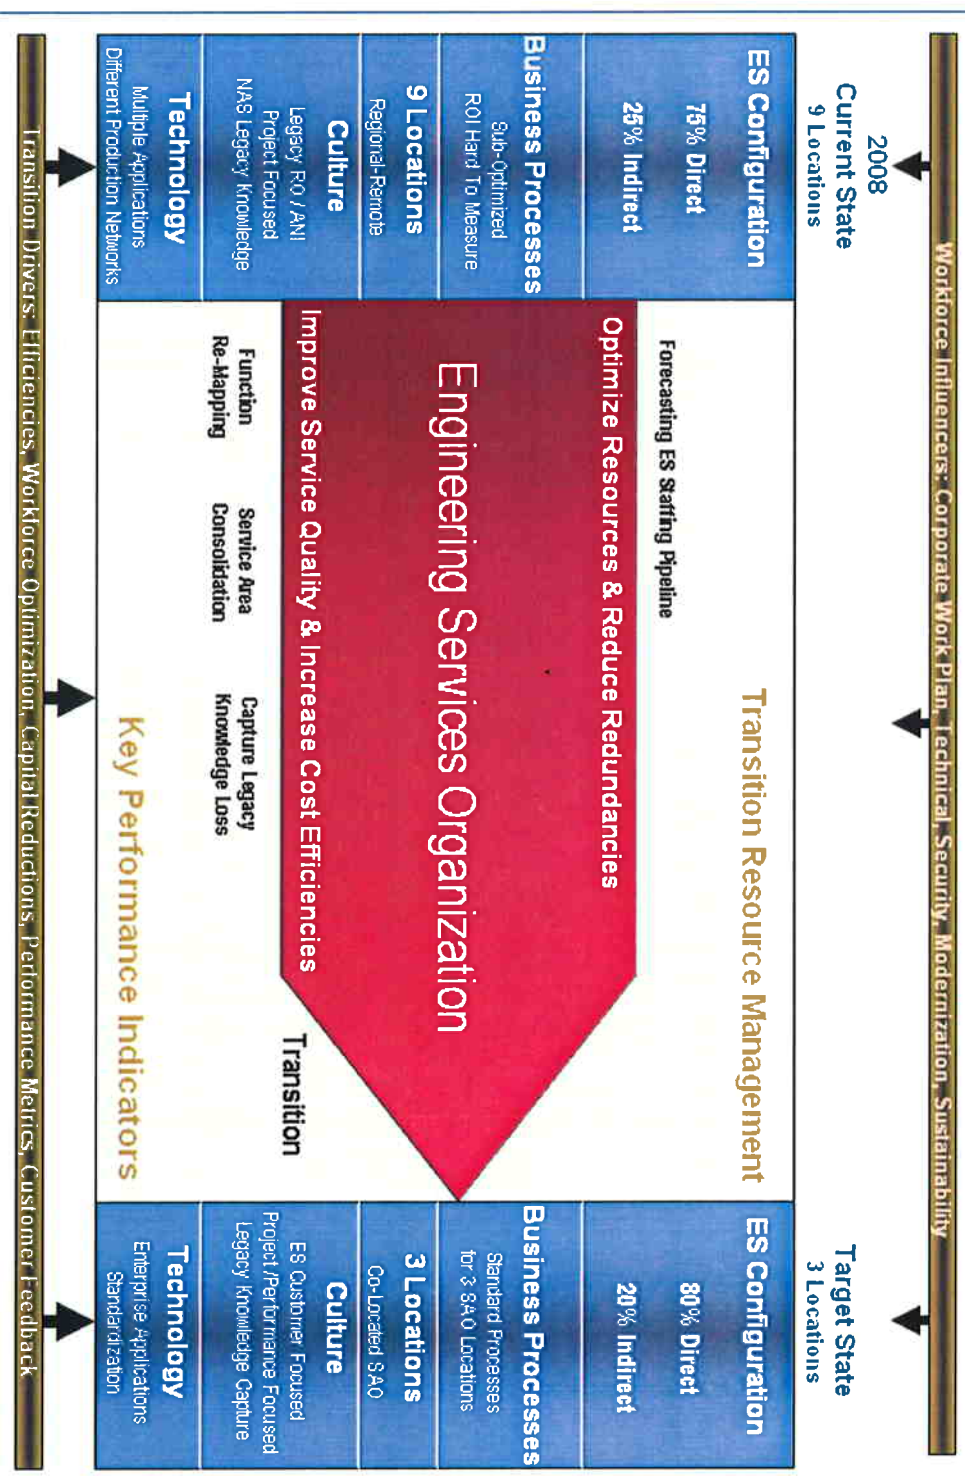 Workforce Influencers: Corporate Work Plan, Technical, Security, Modernization, Sustainability
2008
Current State
9 Locations
Target State
3 Locations
ES Configuration
75% Direct
25% Indirect
Business Processes
Sub-Optimized
ROI Hard To Measure
9 Locations
Regional-Remote
Culture
Legacy RO / ANI
Project Focused
NAS Legacy Knowledge
Technology
Multiple Applications
Different Production Networks
Transition Resource Management
Forecasting ES Staffing Pipeline
Optimize Resources & Reduce Redundancies
Engineering Services Organization
Improve Service Quality & Increase Cost Efficiencies
Transition
Function
Re-Mapping
Service Area
Consolidation
Capture Legacy
Knowledge Loss
Key Performance Indicators
ES Configuration
80% Direct
20% Indirect
Business Processes
Standard Processes
for 3 SAO Locations
3 Locations
Co-Located SAO
Culture
ES Customer Focused
Project /Performance Focused
Legacy Knowledge Capture
Technology
Enterprise Applications
Standardization
Transition Drivers: Efficiencies, Workforce Optimization, Capital Reductions, Performance Metrics, Customer Feedback